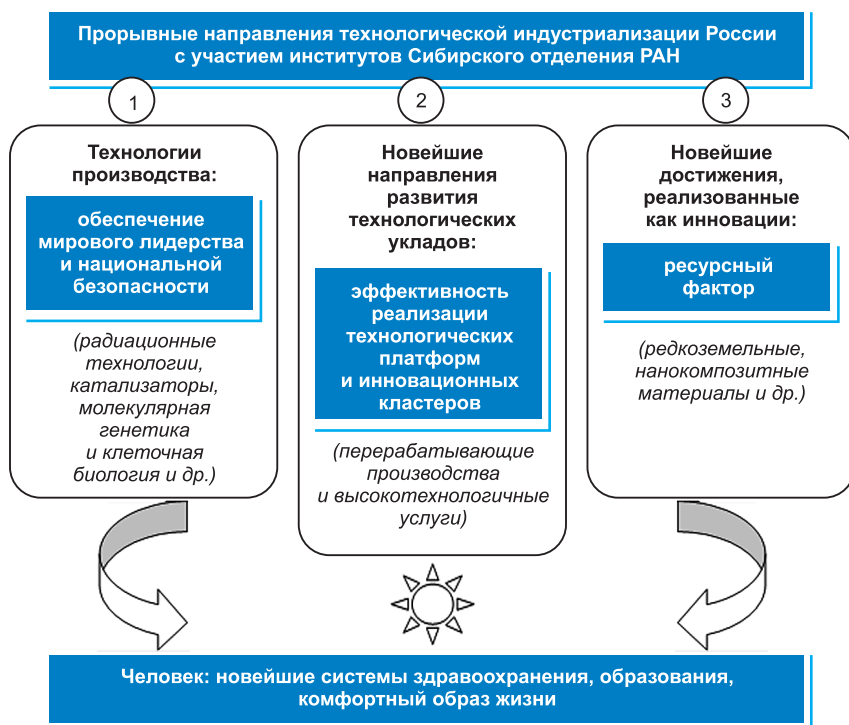 Прорывные направления технологической индустриализации России
с участием институтов Сибирского отделения РАН
1
Технологии
производства:
обеспечение
мирового лидерства
и национальной
безопасности
(радиационные
технологии,
катализаторы,
молекулярная
генетика
и клеточная
биология и др.)
2
Новейшие
направления
развития
технологических
укладов:
эффективность
реализации
технологических
платформ
и инновационных
кластеров
(перерабатывающие
производства
и высокотехнологичные
услуги)
3
Новейшие
достижения,
реализованные
как инновации:
ресурсный
фактор
(редкоземельные,
нанокомпозитные
материалы и др.)
Человек: новейшие системы здравоохранения, образования,
комфортный образ жизни